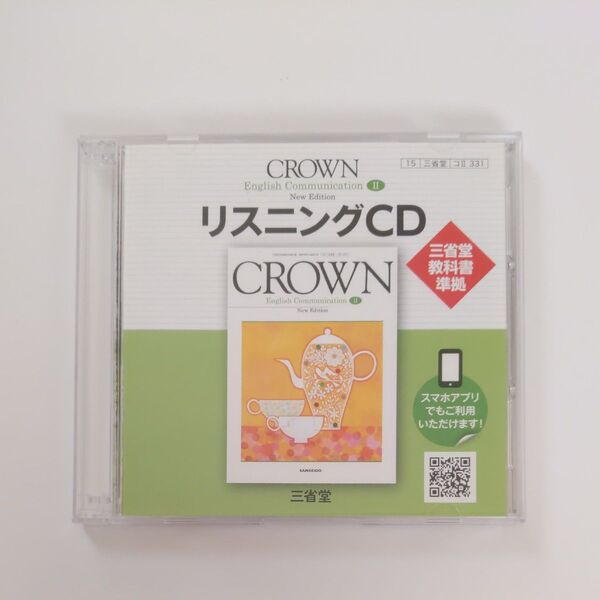 CROWN
English Communication II
New Edition
15 三省堂 コⅡ 331
リスニングCD
三省堂
教科書
準拠
CROWN
English Communication II
New Edition
SANSEIDO
スマホアプリ
でもご利用
いただけます!
三省堂